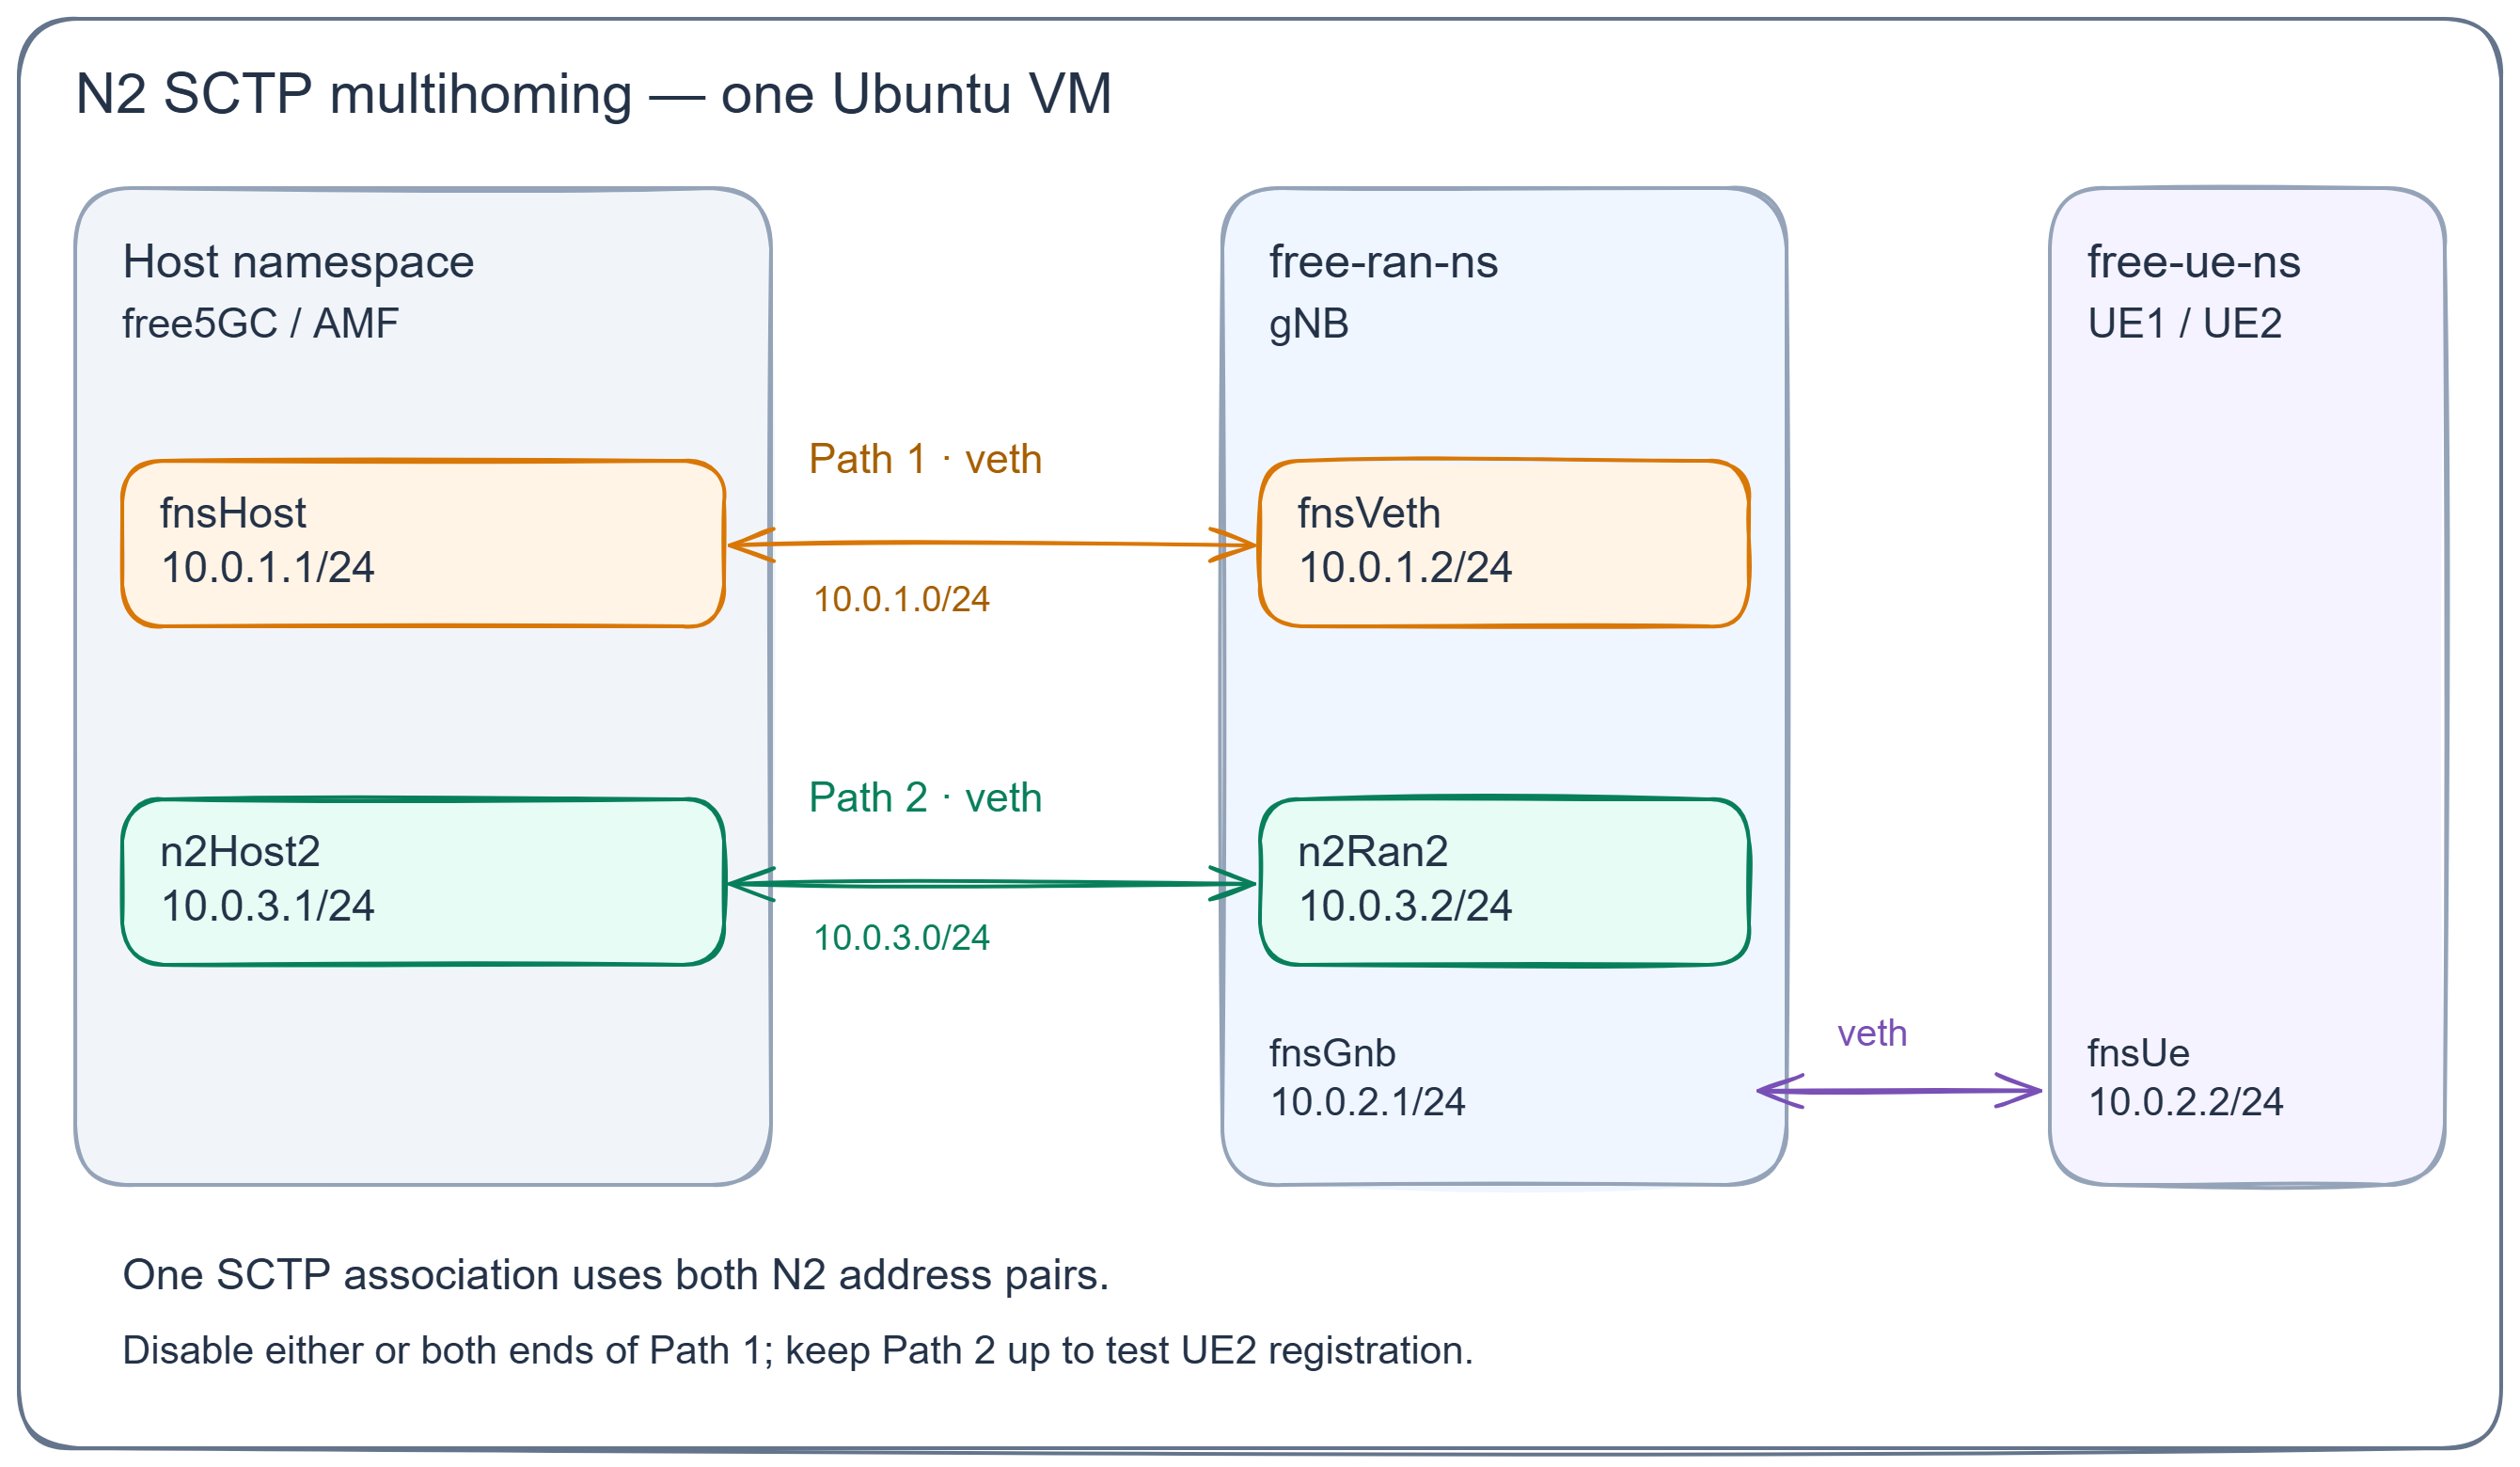 N2 SCTP multihoming — one Ubuntu VM
Host namespace
free5GC / AMF
fnsHost
10.0.1.1/24
n2Host2
10.0.3.1/24
Path 1 · veth
10.0.1.0/24
Path 2 · veth
10.0.3.0/24
free-ran-ns
gNB
fnsVeth
10.0.1.2/24
n2Ran2
10.0.3.2/24
fnsGnb
10.0.2.1/24
veth
free-ue-ns
UE1 / UE2
fnsUe
10.0.2.2/24
One SCTP association uses both N2 address pairs.
Disable either or both ends of Path 1; keep Path 2 up to test UE2 registration.